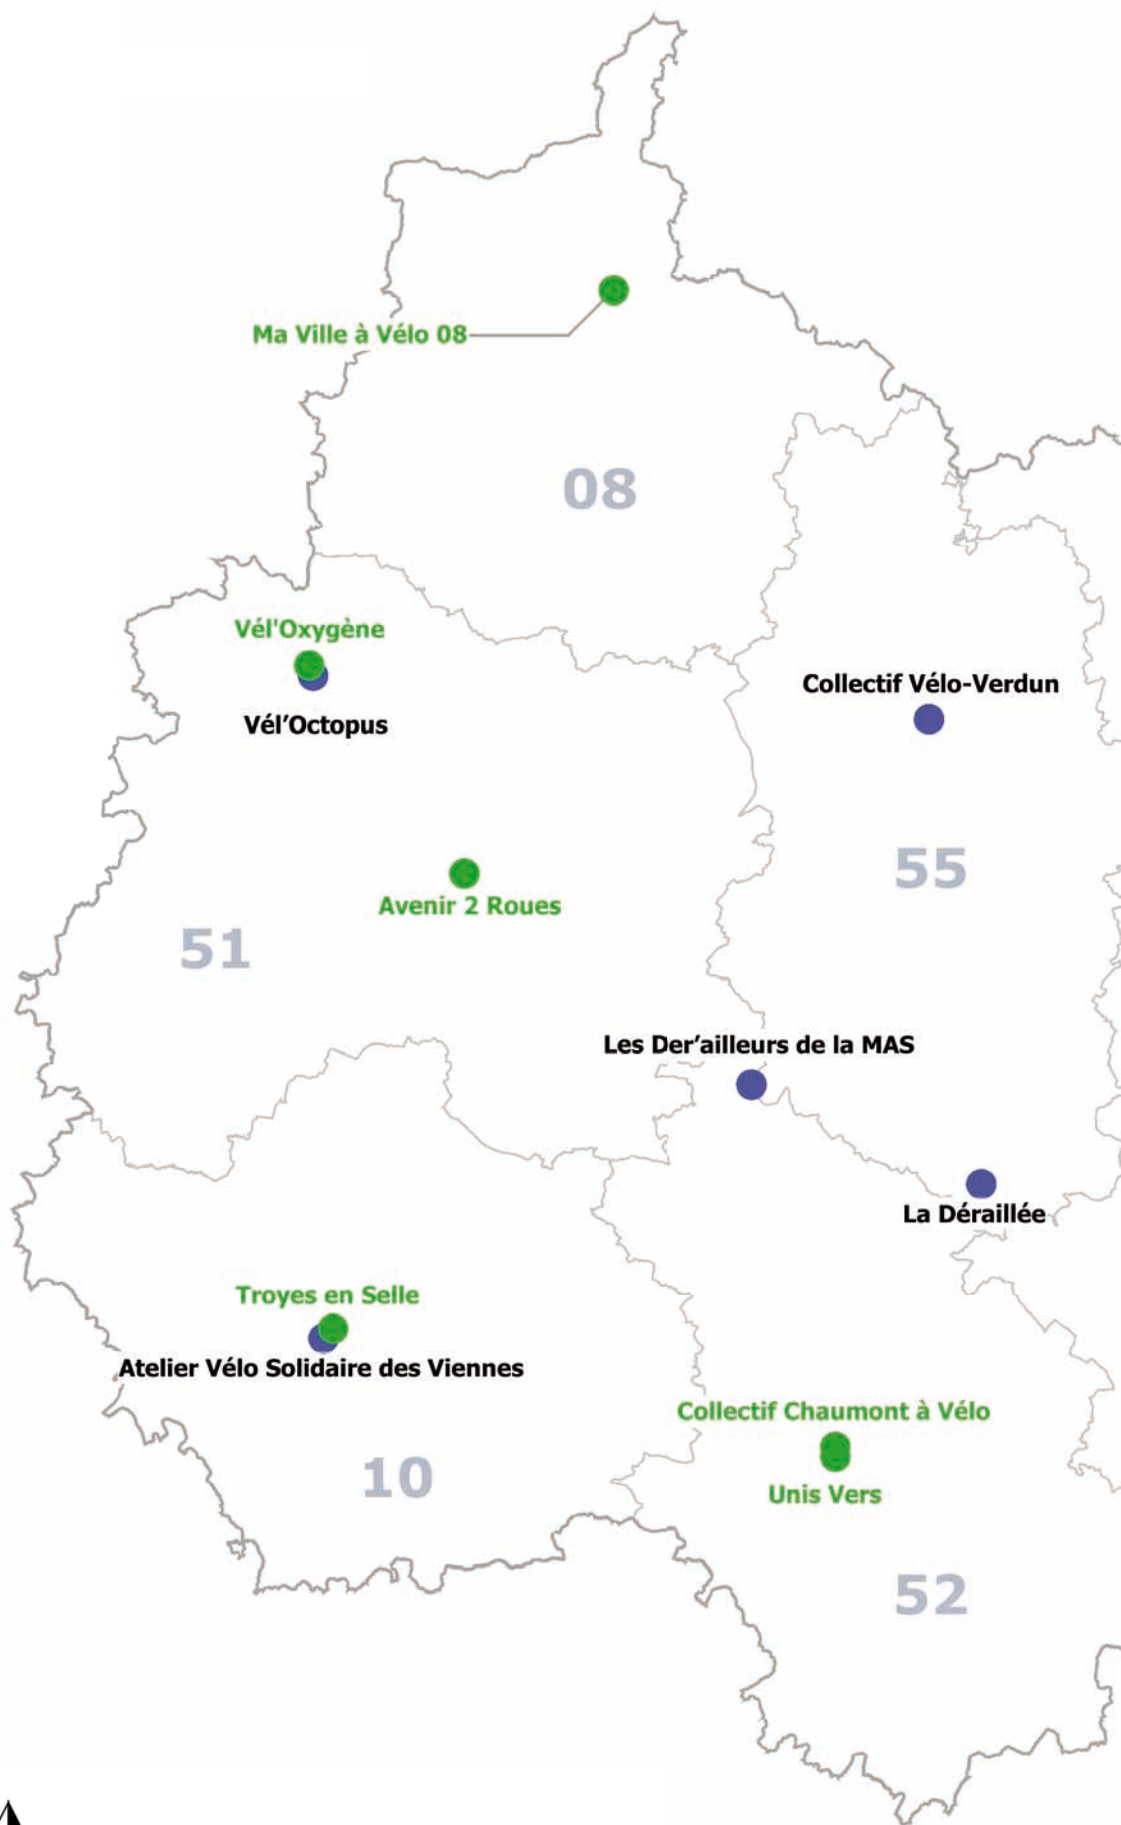 Ma Ville à Vélo 08
08
Vél'Oxygène
Vél’Octopus
Collectif Vélo-Verdun
55
Avenir 2 Roues
51
Les Der’ailleurs de la MAS
La Déraillée
Troyes en Selle
Atelier Vélo Solidaire des Viennes
Collectif Chaumont à Vélo
Unis Vers
10
52